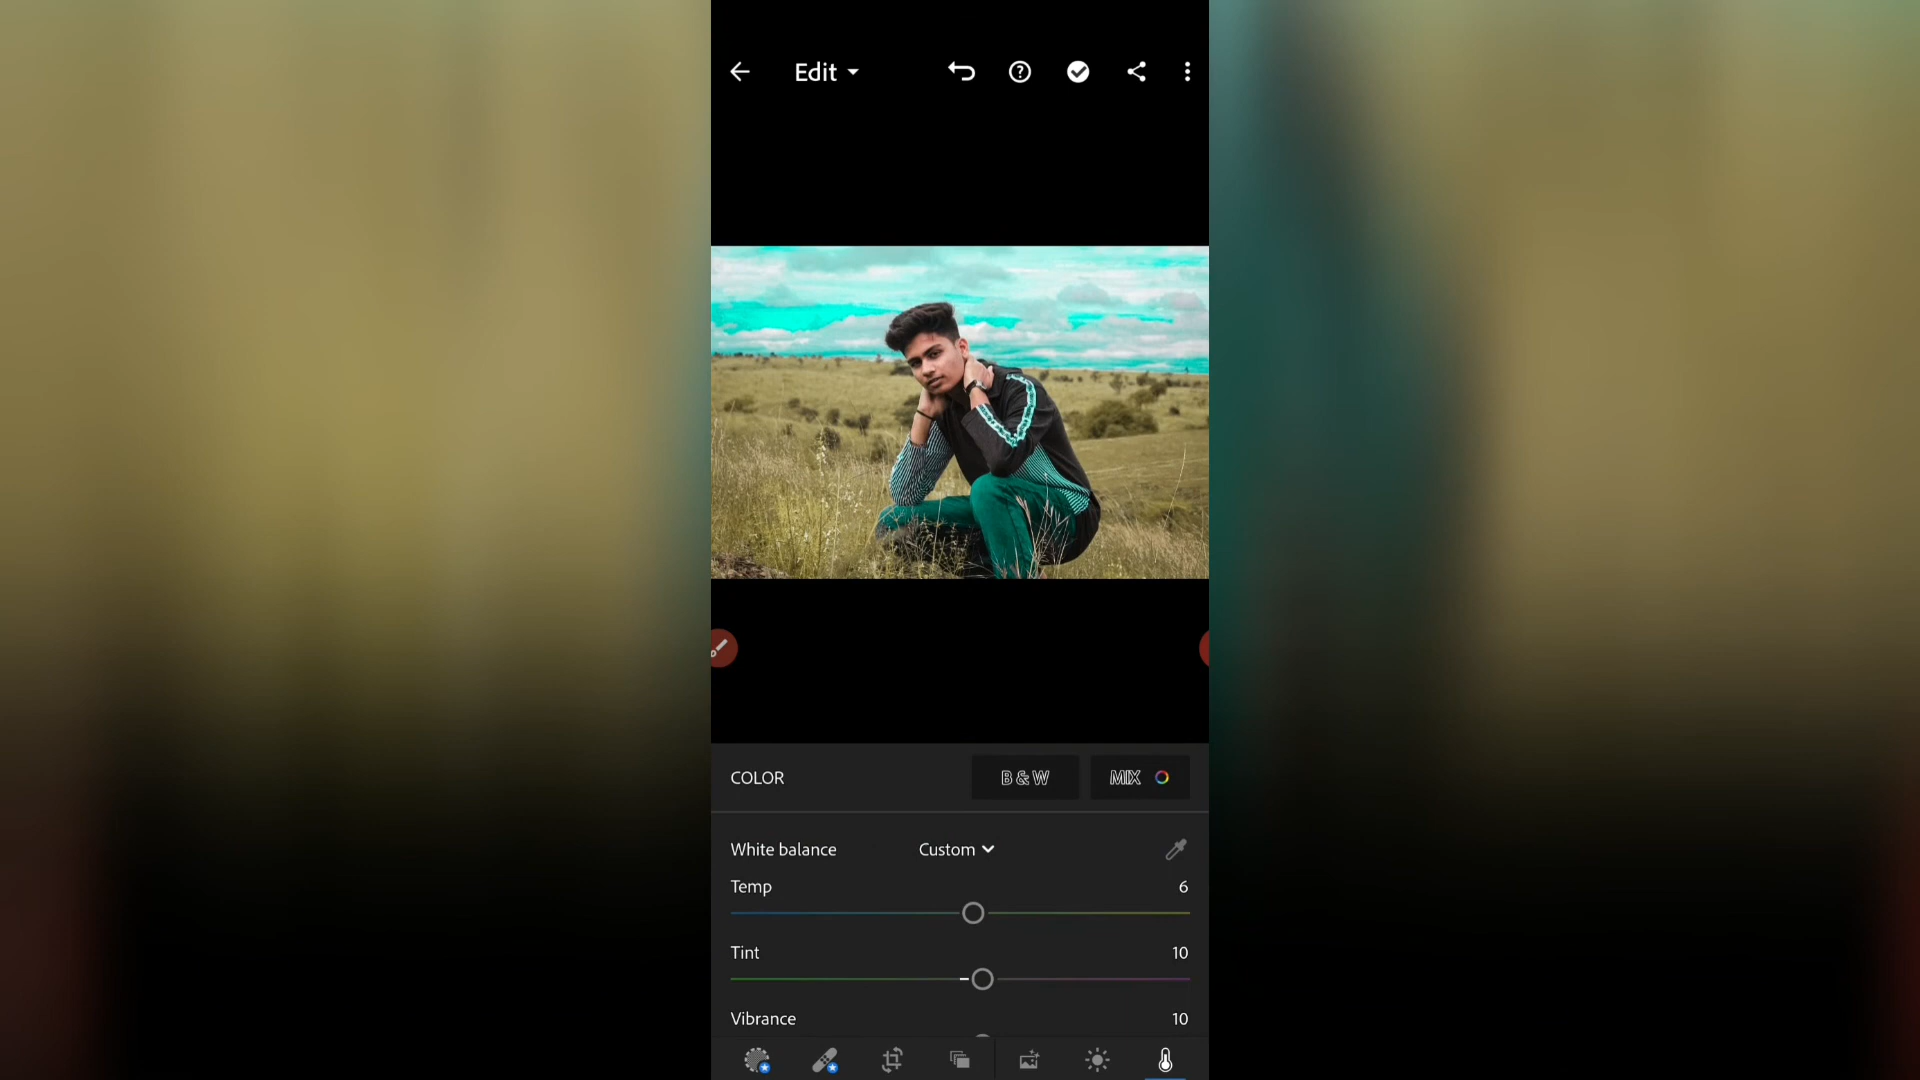 Edit
COLOR
B & W
MIX
White balance
Custom
Temp
6
Tint
10
Vibrance
10